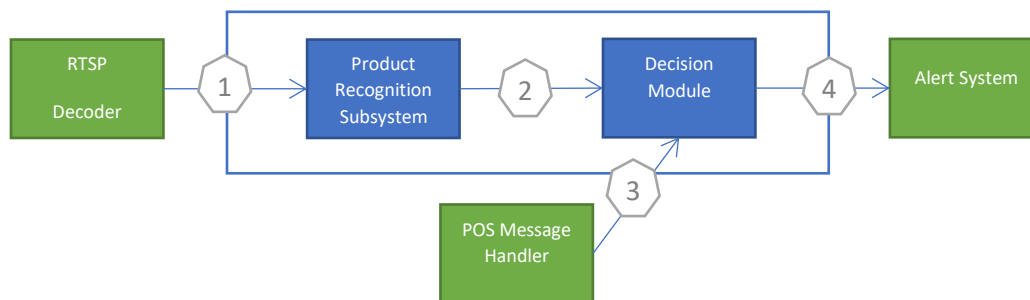 RTSP
Decoder
1
Product
Recognition
Subsystem
2
Decision
Module
4
Alert System
3
POS Message
Handler